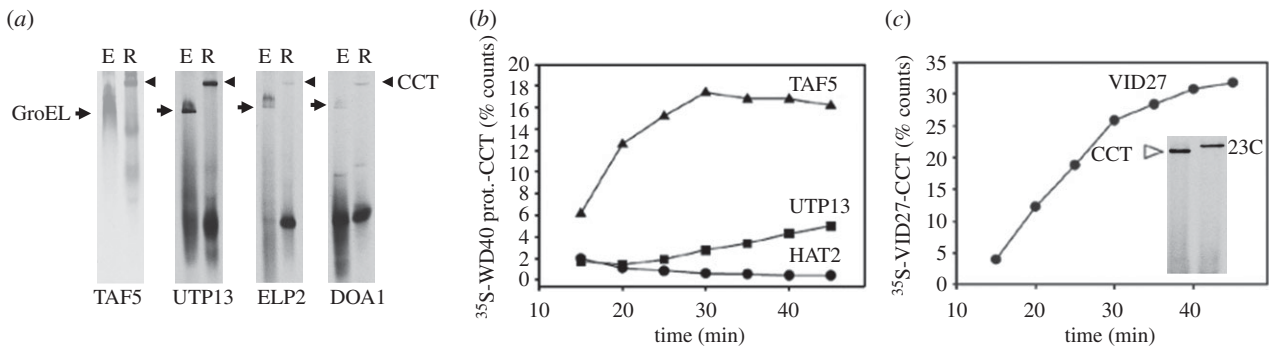 (a)
E R E R E R E R
GroEL
CCT
TAF5 UTP13 ELP2 DOA1
(b)
35S-WD40 prot.-CCT (% counts)
20
18
16
14
12
10
8
6
4
2
0
TAF5
UTP13
HAT2
10 20 30 40
time (min)
(c)
35S-VID27-CCT (% counts)
35
30
25
20
15
10
5
0
VID27
CCT
23C
10 20 30 40
time (min)